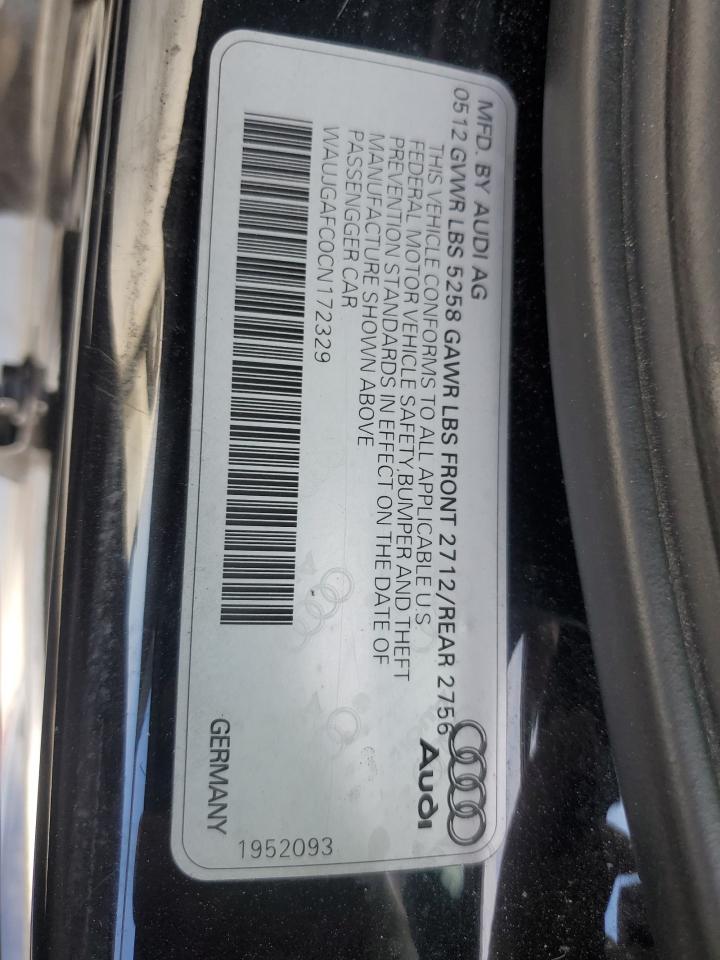 MFD. BY AUDI AG
0512 GVWR LBS 5258 GAWR LBS FRONT 2712/REAR 2756
THIS VEHICLE CONFORMS TO ALL APPLICABLE U.S.
FEDERAL MOTOR VEHICLE SAFETY,BUMPER AND THEFT
PREVENTION STANDARDS IN EFFECT ON THE DATE OF
MANUFACTURE SHOWN ABOVE
PASSENGGER CAR
WAUJGAFC0CN172329
Audi
GERMANY
1952093